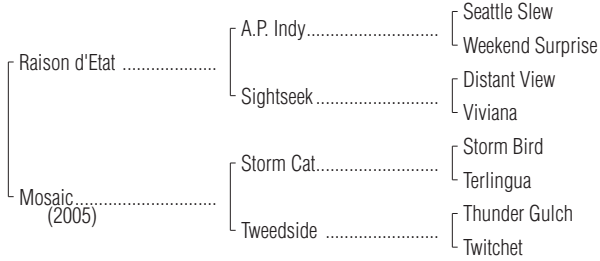 Seattle Slew
A.P. Indy
Weekend Surprise
Raison d'Etat
Distant View
Sightseek
Viviana
Storm Bird
Storm Cat
Terlingua
Mosaic
(2005)
Thunder Gulch
Tweedside
Twitchet